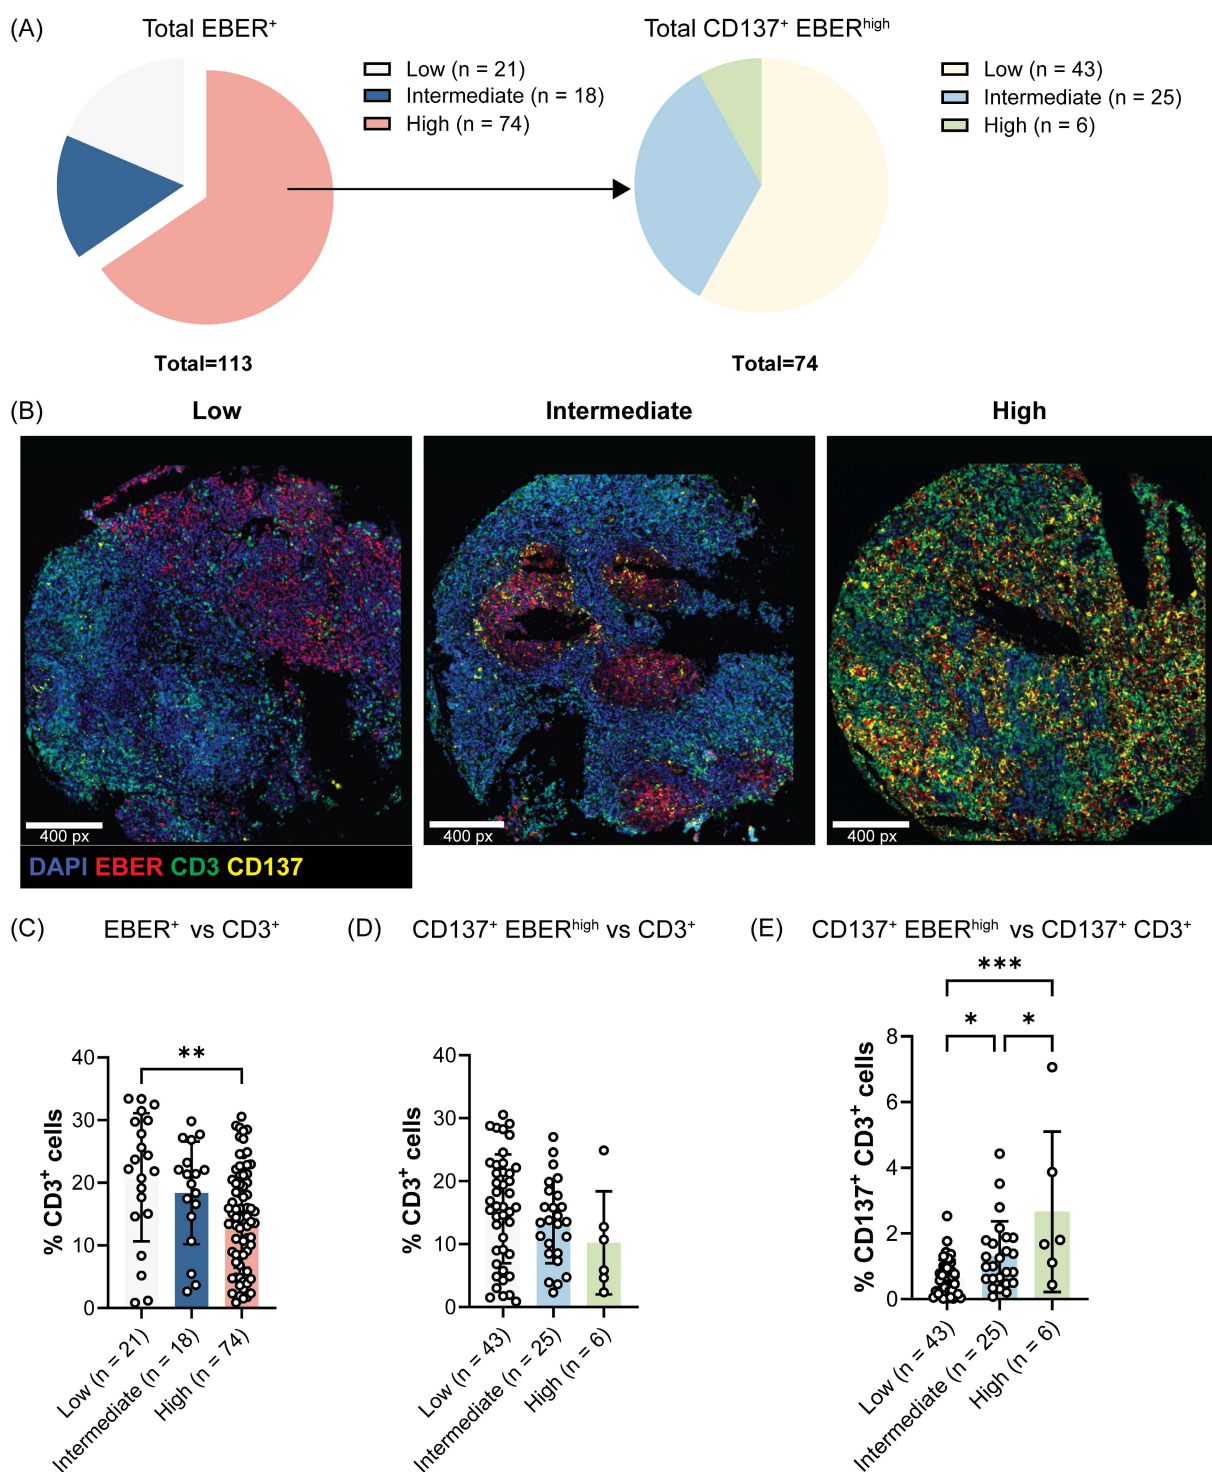 (A)
Total EBER⁺
Low (n = 21)
Intermediate (n = 18)
High (n = 74)
Total=113
Total CD137⁺ EBERʰⁱᵍʰ
Low (n = 43)
Intermediate (n = 25)
High (n = 6)
Total=74
(B)
Low
Intermediate
High
400 px
400 px
400 px
DAPI EBER CD3 CD137
(C)
EBER⁺ vs CD3⁺
**
% CD3⁺ cells
40
30
20
10
0
Low (n = 21)
Intermediate (n = 18)
High (n = 74)
(D)
CD137⁺ EBERʰⁱᵍʰ vs CD3⁺
% CD3⁺ cells
40
30
20
10
0
Low (n = 43)
Intermediate (n = 25)
High (n = 6)
(E)
CD137⁺ EBERʰⁱᵍʰ vs CD137⁺ CD3⁺
***
*
*
% CD137⁺ CD3⁺ cells
8
6
4
2
0
Low (n = 43)
Intermediate (n = 25)
High (n = 6)